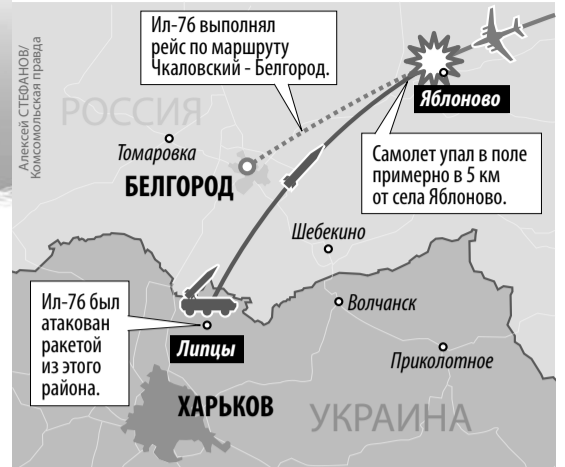 Алексей СТЕФАНОВ/
Комсомольская правда
Ил-76 выполнял
рейс по маршруту
Чкаловский - Белгород.
РОССИЯ
Яблоново
Томаровка
БЕЛГОРОД
Самолет упал в поле
примерно в 5 км
от села Яблоново.
Шебекино
Ил-76 был
атакован
ракетой
из этого
района.
Волчанск
Липцы
Приколотное
ХАРЬКОВ
УКРАИНА